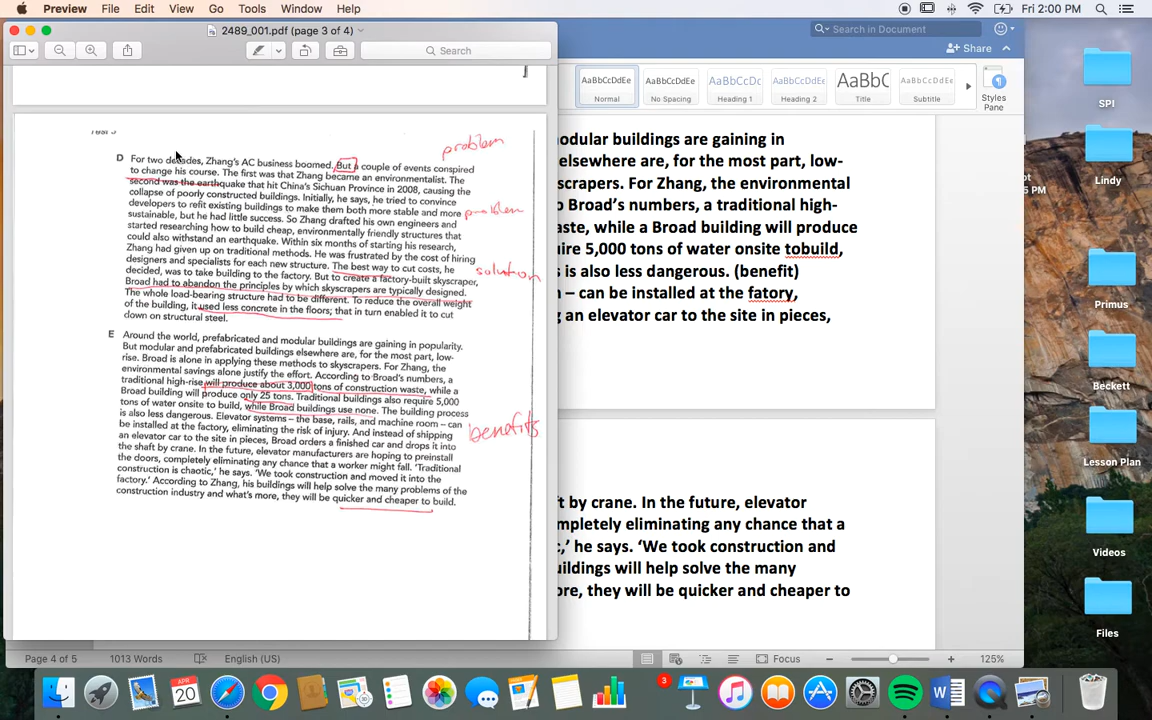 Preview File Edit View Go Tools Window Help Fri 2:00 PM
2489_001.pdf (page 3 of 4)
Search
Search in Document
Share
AaBbCcDdEe AaBbCcDdEe AaBbCcDc AaBbCcDdEe AaBbC AaBbCcDdEe
Normal No Spacing Heading 1 Heading 2 Title Subtitle
Styles
Pane
problem
D For two decades, Zhang's AC business boomed. But a couple of events conspired
to change his course. The first was that Zhang became an environmentalist. The
second was the earthquake that hit China's Sichuan Province in 2008, causing the
collapse of poorly constructed buildings. Initially, he says, he tried to convince
developers to refit existing buildings to make them both more stable and more
problem
sustainable, but he had little success. So Zhang drafted his own engineers and
started researching how to build cheap, environmentally friendly structures that
could also withstand an earthquake. Within six months of starting his research,
Zhang had given up on traditional methods. He was frustrated by the cost of hiring
designers and specialists for each new structure. The best way to cut costs, he
solution
decided, was to take building to the factory. But to create a factory-built skyscraper,
Broad had to abandon the principles by which skyscrapers are typically designed.
The whole load-bearing structure had to be different. To reduce the overall weight
of the building, it used less concrete in the floors; that in turn enabled it to cut
down on structural steel.
E Around the world, prefabricated and modular buildings are gaining in popularity.
But modular and prefabricated buildings elsewhere are, for the most part, low-
rise. Broad is alone in applying these methods to skyscrapers. For Zhang, the
environmental savings alone justify the effort. According to Broad's numbers, a
traditional high-rise will produce about 3,000 tons of construction waste, while a
Broad building will produce only 25 tons. Traditional buildings also require 5,000
tons of water onsite to build, while Broad buildings use none. The building process
is also less dangerous. Elevator systems – the base, rails, and machine room – can
be installed at the factory, eliminating the risk of injury. And instead of shipping
benefits
an elevator car to the site in pieces, Broad orders a finished car and drops it into
the shaft by crane. In the future, elevator manufacturers are hoping to preinstall
the doors, completely eliminating any chance that a worker might fall. 'Traditional
construction is chaotic,' he says. 'We took construction and moved it into the
factory.' According to Zhang, his buildings will help solve the many problems of the
construction industry and what's more, they will be quicker and cheaper to build.
modular buildings are gaining in
elsewhere are, for the most part, low-
scrapers. For Zhang, the environmental
Broad's numbers, a traditional high-
aste, while a Broad building will produce
ire 5,000 tons of water onsite tobuild,
is also less dangerous. (benefit)
– can be installed at the fatory,
g an elevator car to the site in pieces,
ft by crane. In the future, elevator
mpletely eliminating any chance that a
,' he says. 'We took construction and
uildings will help solve the many
ore, they will be quicker and cheaper to
SPI
Lindy
Primus
Beckett
Lesson Plan
Videos
Files
Page 4 of 5 1013 Words English (US) Focus 125%
APR
20
3